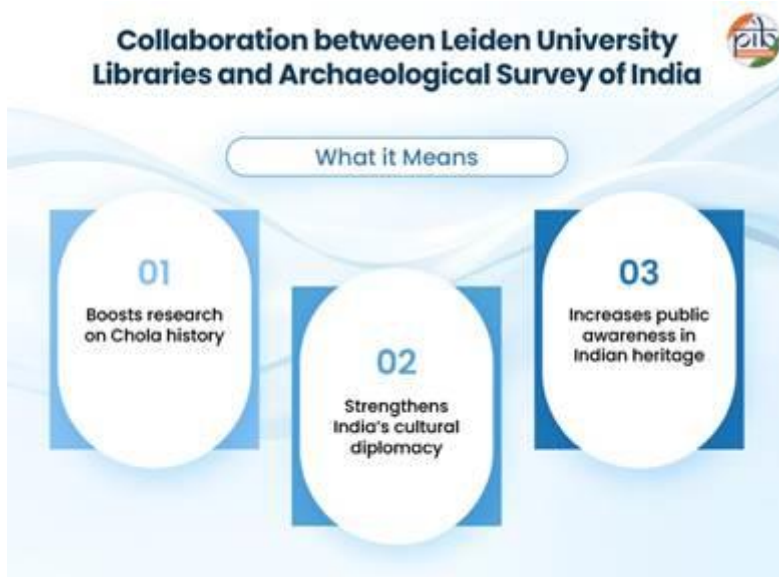 Collaboration between Leiden University
Libraries and Archaeological Survey of India
pib
What it Means
01
Boosts research
on Chola history
02
Strengthens
India's cultural
diplomacy
03
Increases public
awareness in
Indian heritage